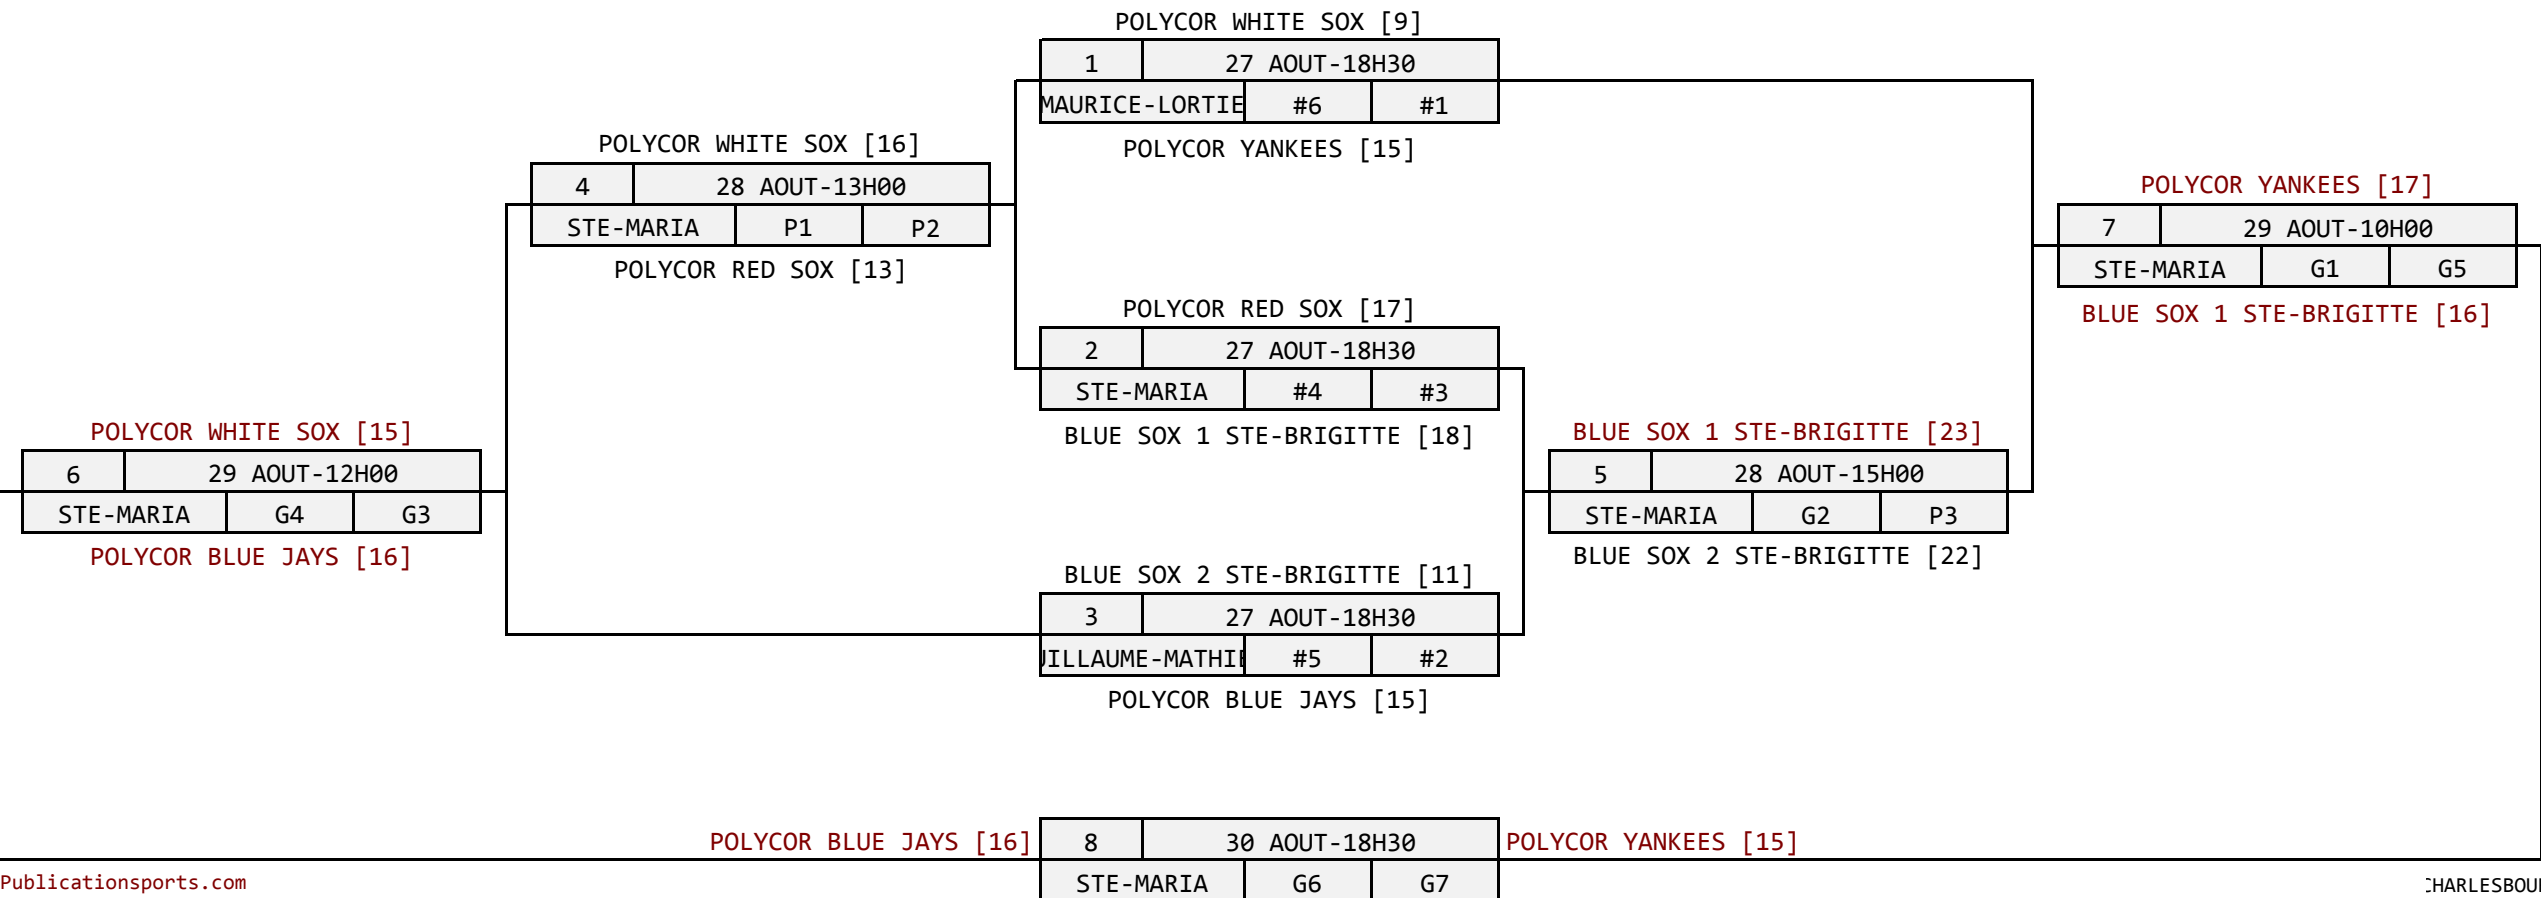 POLYCOR WHITE SOX [9]
1 27 AOUT-18H30
MAURICE-LORTIE #6 #1
POLYCOR YANKEES [15]
POLYCOR WHITE SOX [16]
4 28 AOUT-13H00
STE-MARIA P1 P2
POLYCOR RED SOX [13]
POLYCOR YANKEES [17]
7 29 AOUT-10H00
STE-MARIA G1 G5
BLUE SOX 1 STE-BRIGITTE [16]
POLYCOR RED SOX [17]
2 27 AOUT-18H30
STE-MARIA #4 #3
BLUE SOX 1 STE-BRIGITTE [18]
POLYCOR WHITE SOX [15]
6 29 AOUT-12H00
STE-MARIA G4 G3
POLYCOR BLUE JAYS [16]
BLUE SOX 1 STE-BRIGITTE [23]
5 28 AOUT-15H00
STE-MARIA G2 P3
BLUE SOX 2 STE-BRIGITTE [22]
BLUE SOX 2 STE-BRIGITTE [11]
3 27 AOUT-18H30
UILLAUME-MATHIE #5 #2
POLYCOR BLUE JAYS [15]
POLYCOR BLUE JAYS [16] 8 30 AOUT-18H30 POLYCOR YANKEES [15]
STE-MARIA G6 G7
Publicationsports.com
CHARLESBOU